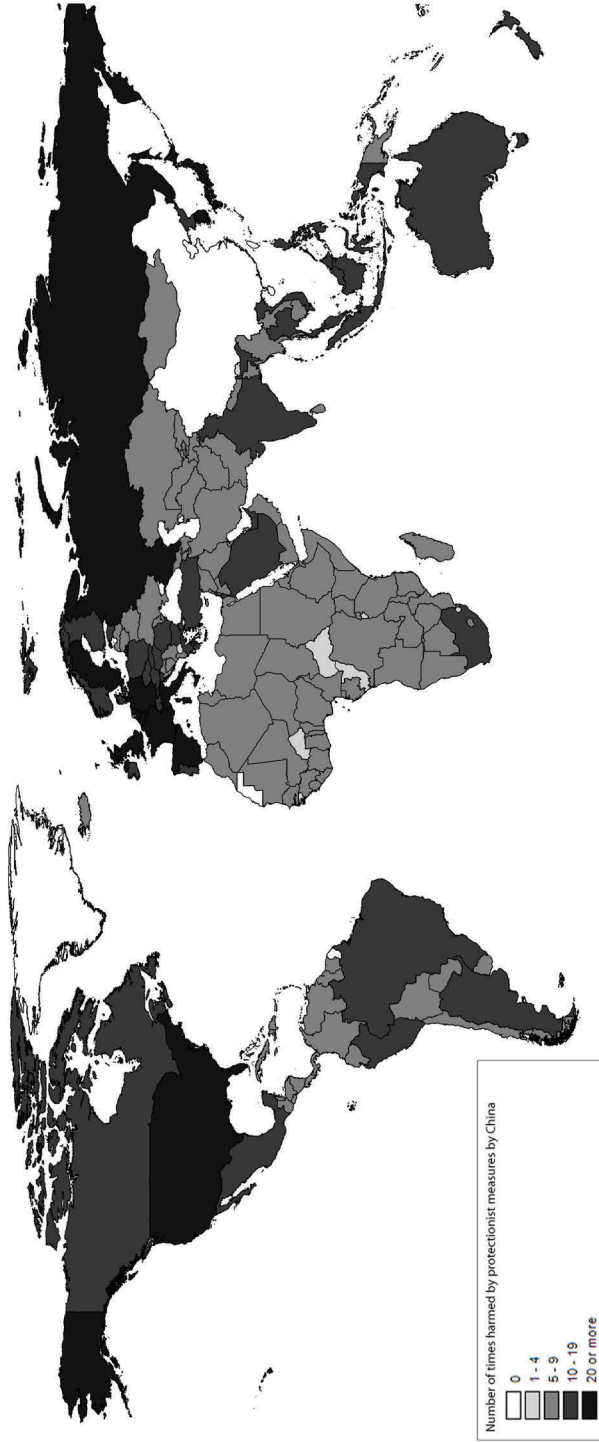 Number of times harmed by protectionist measures by China
0
1 - 4
5 - 9
10 - 19
20 or more